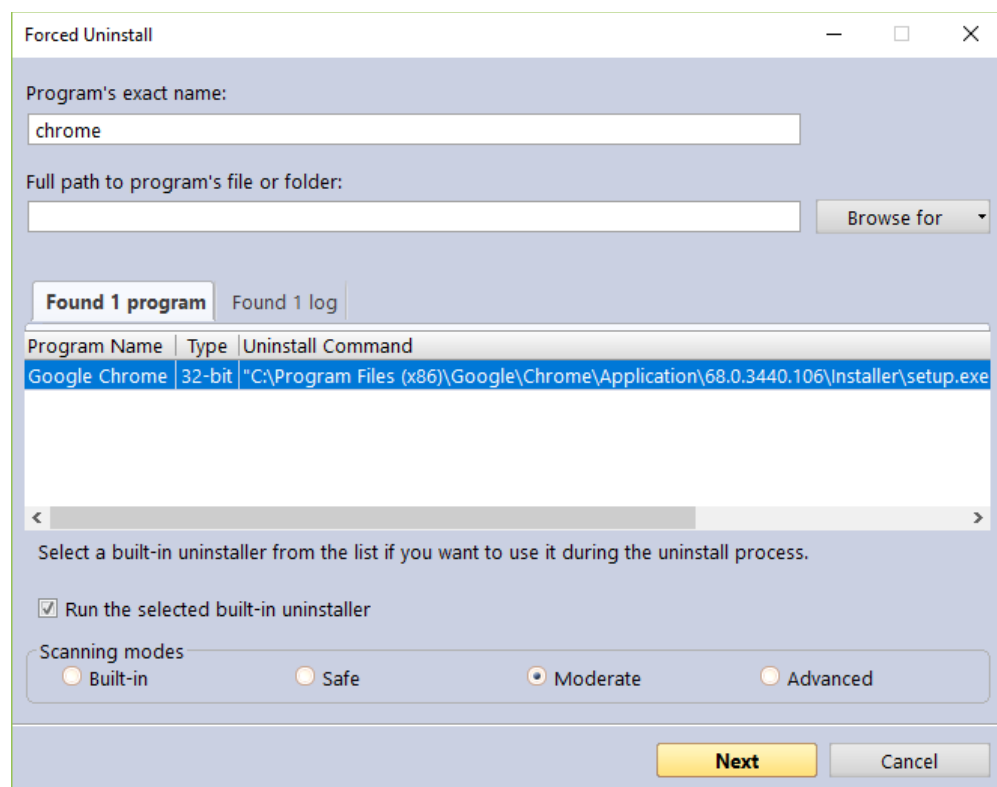 Forced Uninstall
Program's exact name:
chrome
Full path to program's file or folder:
Browse for
Found 1 program Found 1 log
Program Name Type Uninstall Command
Google Chrome 32-bit "C:\Program Files (x86)\Google\Chrome\Application\68.0.3440.106\Installer\setup.exe
Select a built-in uninstaller from the list if you want to use it during the uninstall process.
Run the selected built-in uninstaller
Scanning modes
Built-in Safe Moderate Advanced
Next Cancel